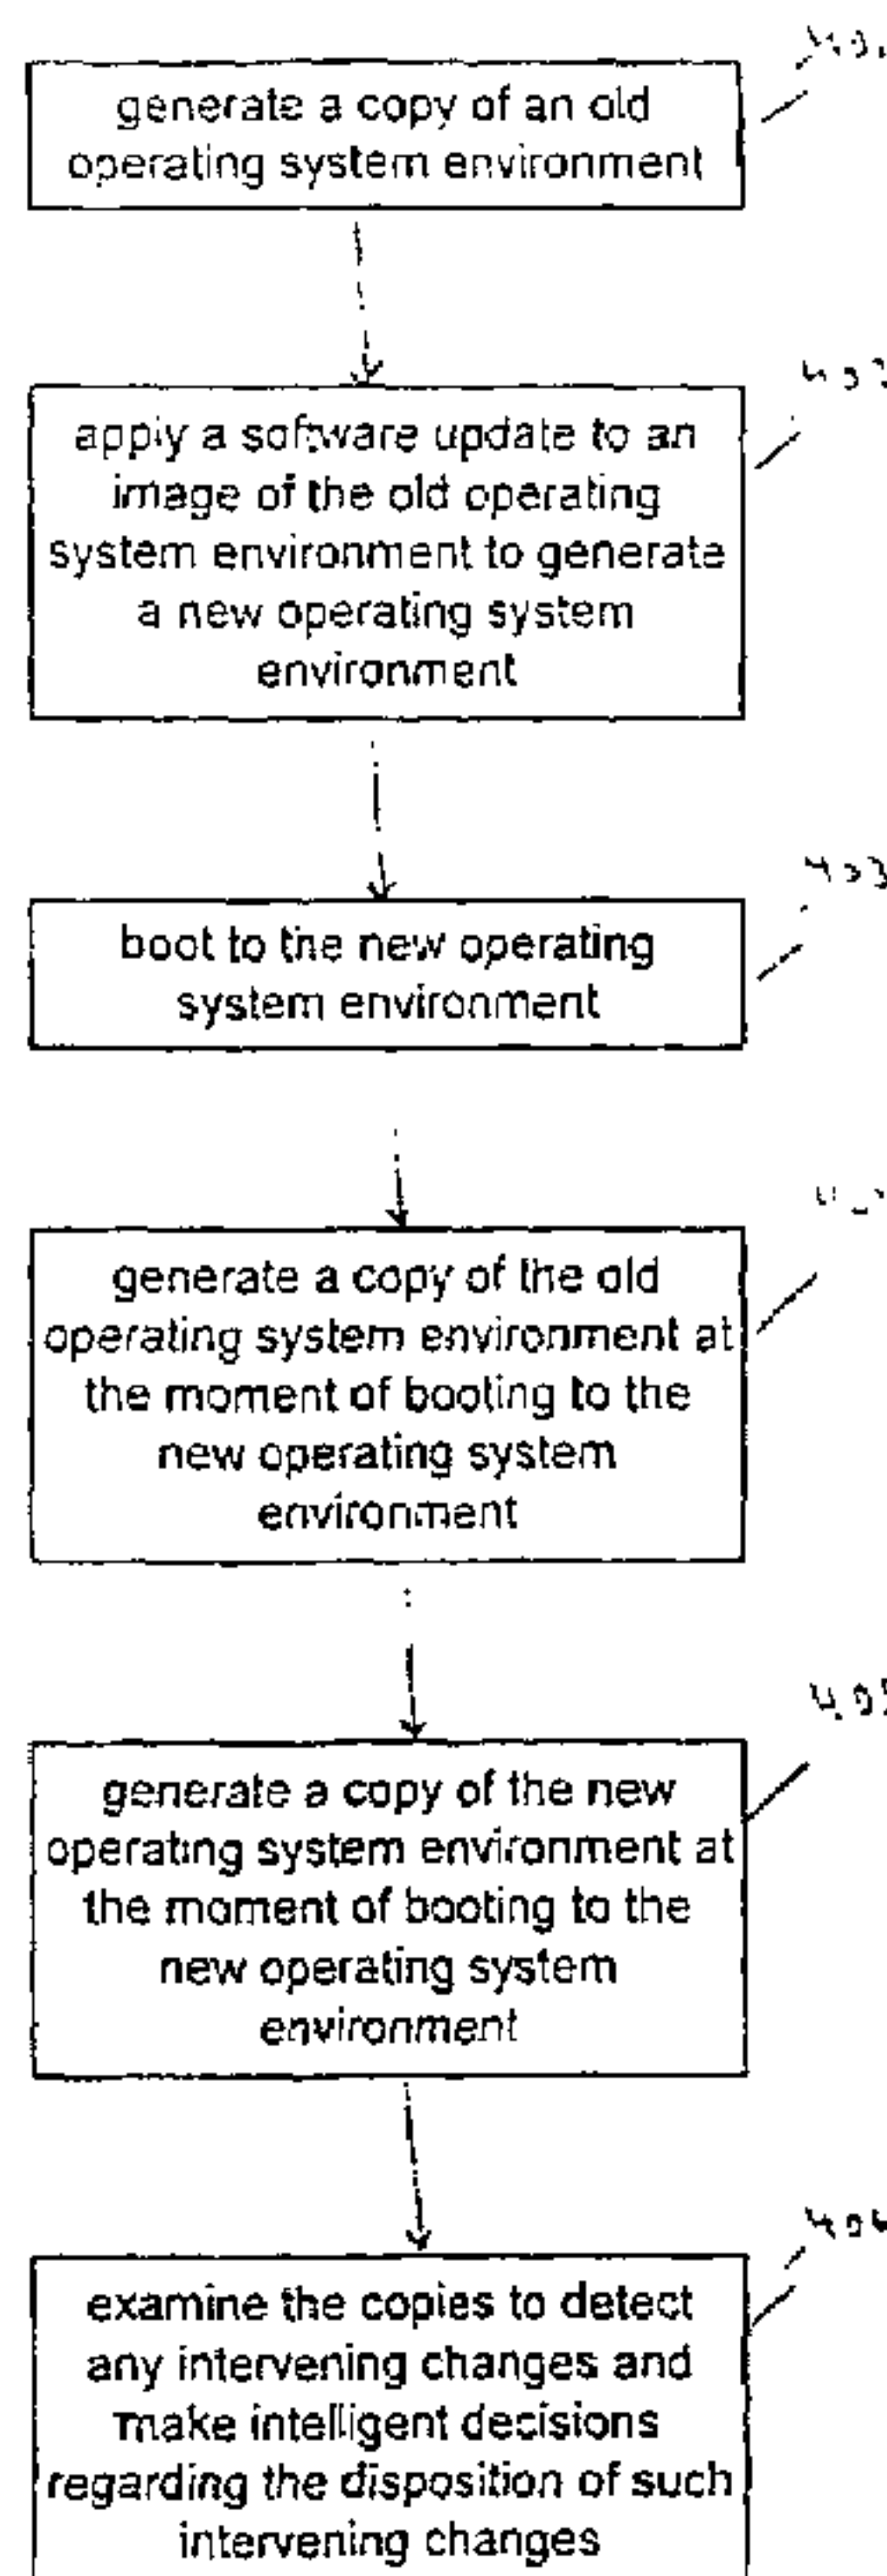 generate a copy of an old
operating system environment
402
apply a software update to an
image of the old operating
system environment to generate
a new operating system
environment
403
boot to the new operating
system environment
generate a copy of the old
operating system environment at
the moment of booting to the
new operating system
environment
405
generate a copy of the new
operating system environment at
the moment of booting to the
new operating system
environment
examine the copies to detect
any intervening changes and
make intelligent decisions
regarding the disposition of such
intervening changes